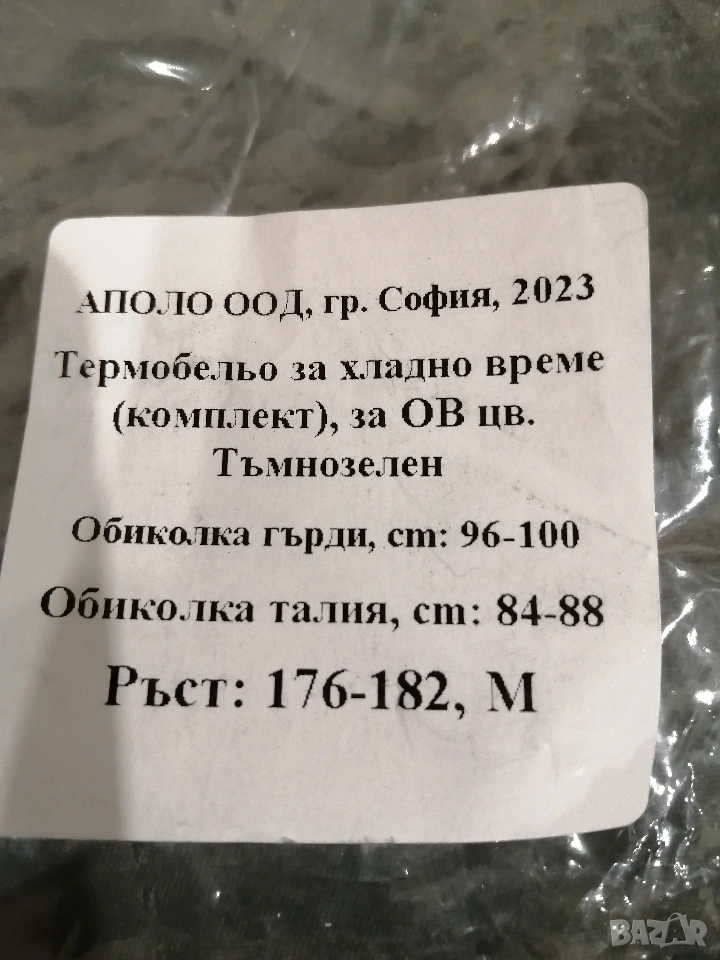 АПОЛО ООД, гр. София, 2023
Термобельо за хладно време
(комплект), за ОВ цв.
Тъмнозелен
Обиколка гърди, cm: 96-100
Обиколка талия, cm: 84-88
Ръст: 176-182, М
BAZAR